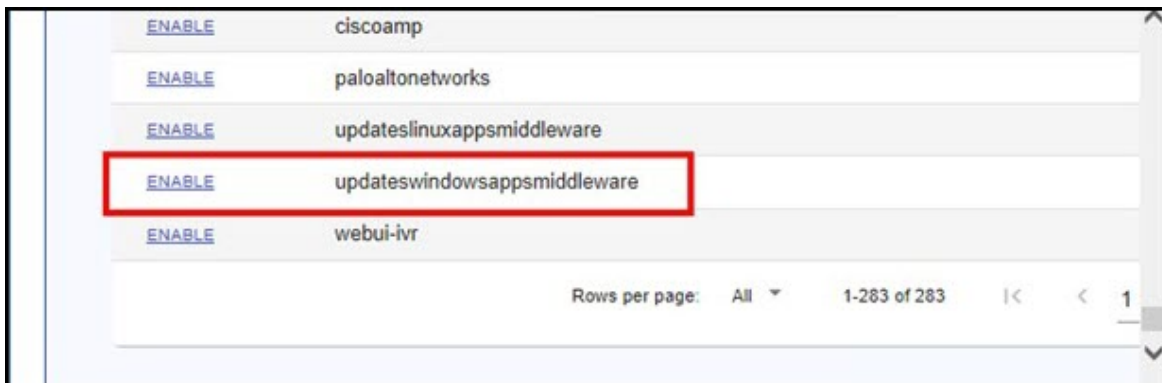 ENABLE ciscoamp
ENABLE paloaltonetworks
ENABLE updateslinuxappsmiddleware
ENABLE updateswindowsappsmiddleware
ENABLE webui-ivr
Rows per page: All 1-283 of 283 1